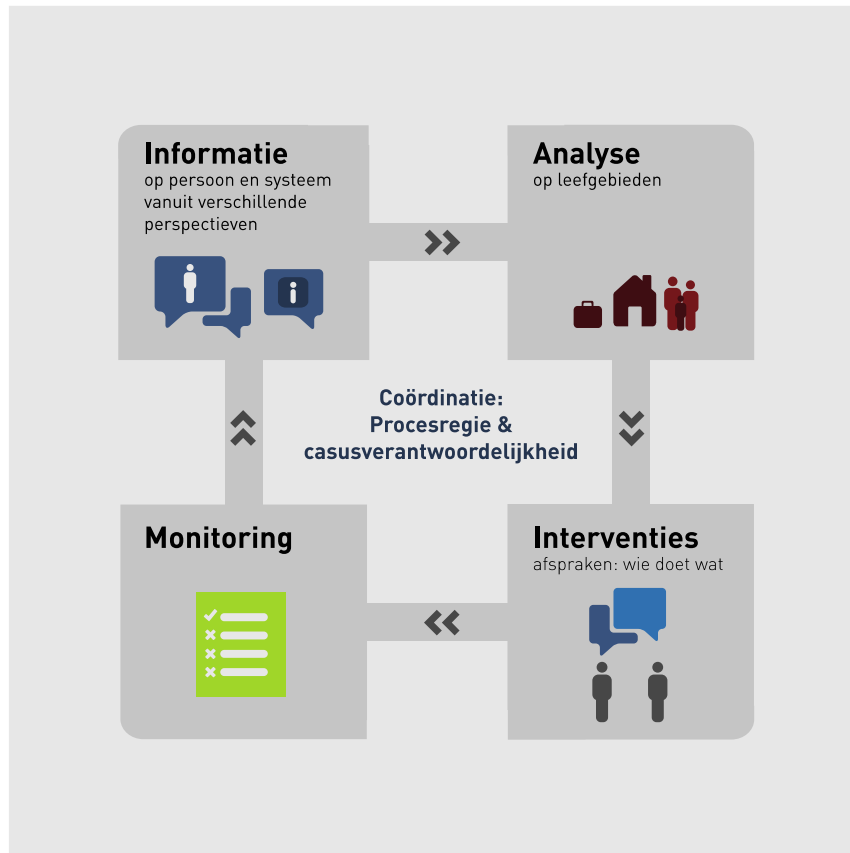 Informatie
op persoon en systeem
vanuit verschillende
perspectieven
Analyse
op leefgebieden
Coördinatie:
Procesregie &
casusverantwoordelijkheid
Monitoring
Interventies
afspraken: wie doet wat